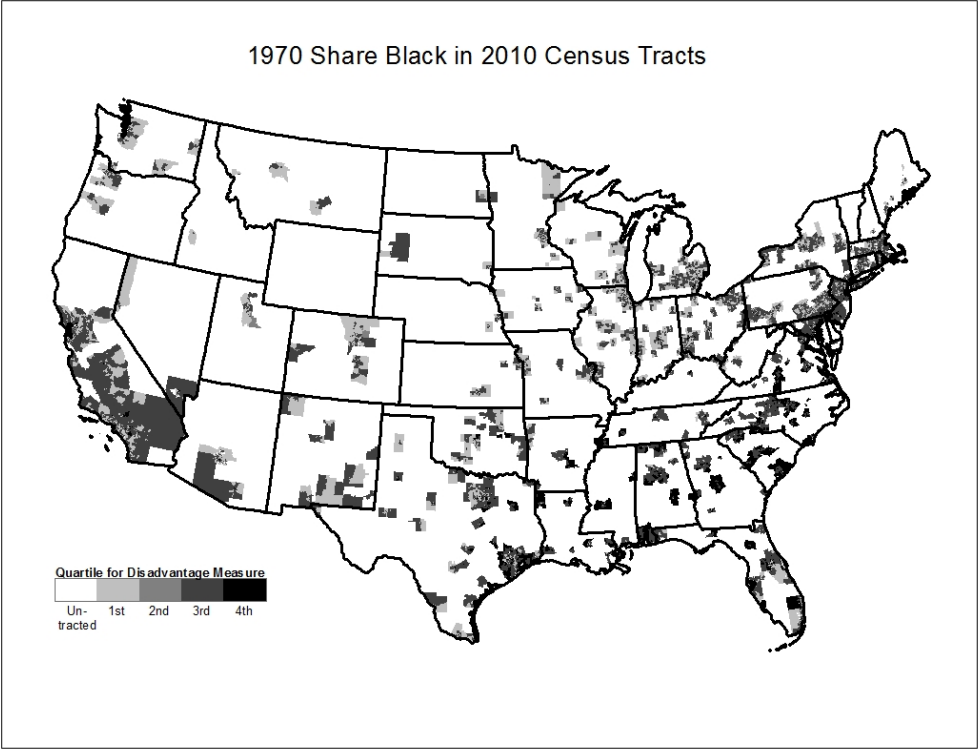 1970 Share Black in 2010 Census Tracts
Quartile for Disadvantage Measure
Un-
tracted
1st
2nd
3rd
4th